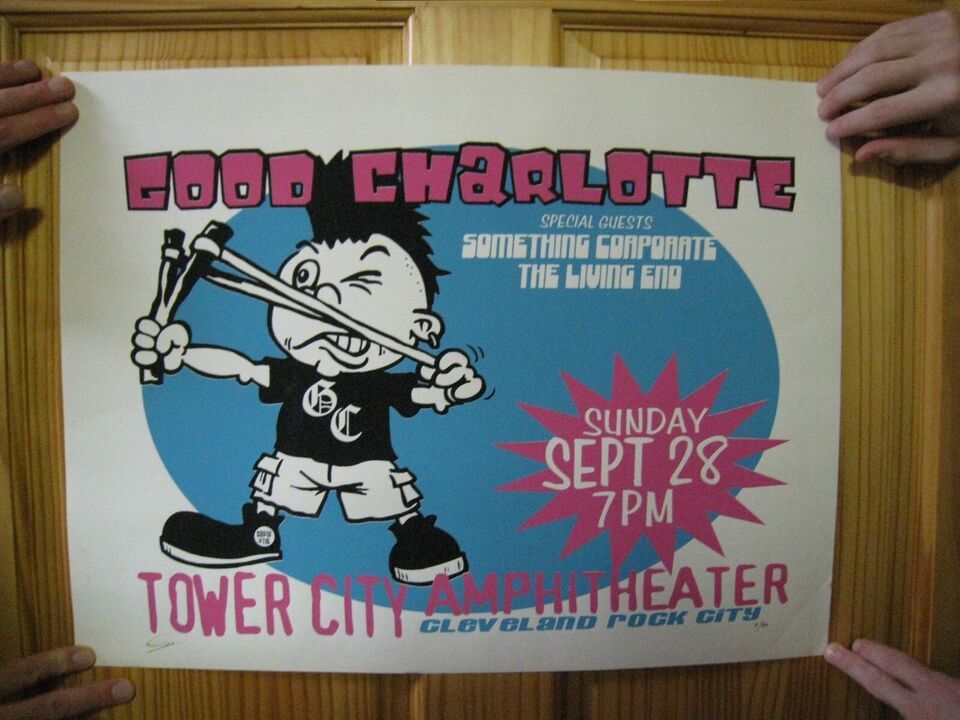 GOOD CHARLOTTE
SPECIAL GUESTS
SOMETHING CORPORATE
THE LIVING END
GC
SUNDAY
SEPT 28
7PM
TOWER CITY AMPHITHEATER
CLEVELAND ROCK CITY